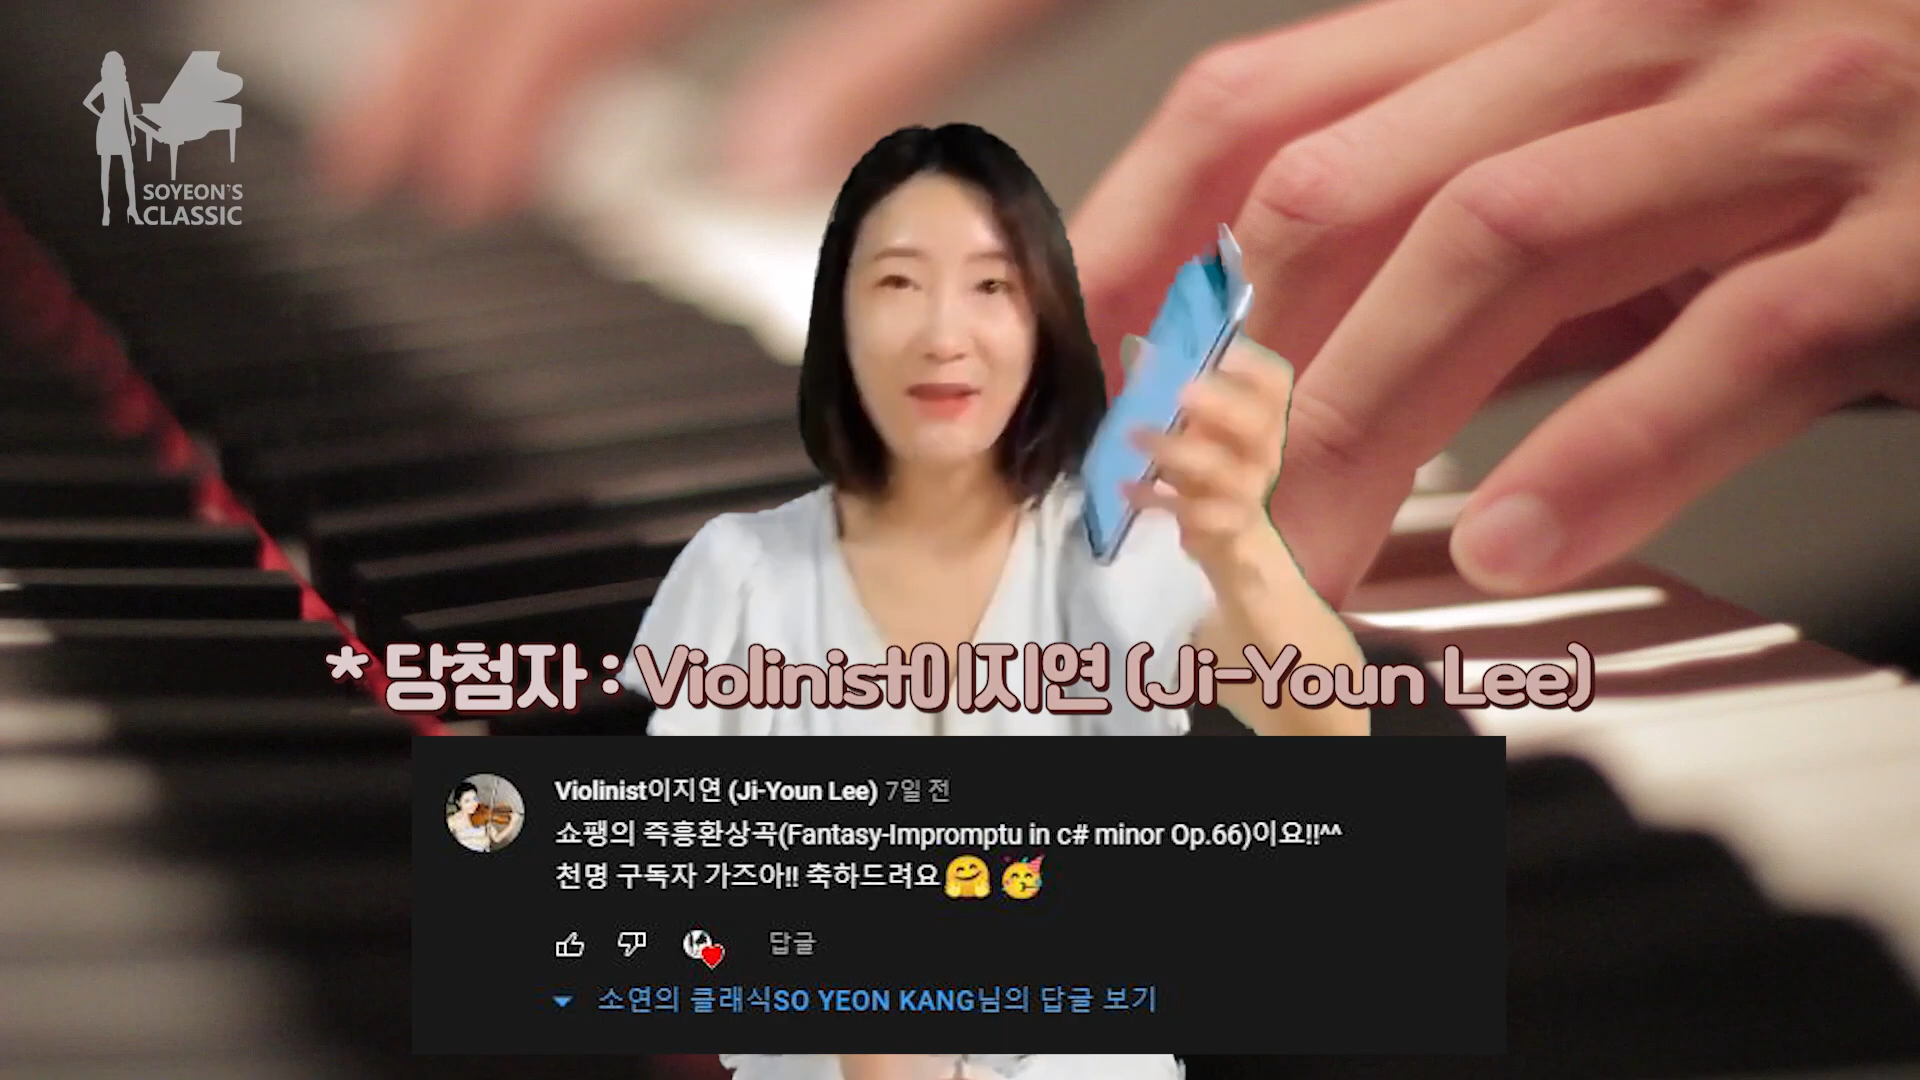 SOYEON'S
CLASSIC
* 당첨자 : Violinist이지연 (Ji-Youn Lee)
Violinist이지연 (Ji-Youn Lee) 7일 전
쇼팽의 즉흥환상곡(Fantasy-Impromptu in c# minor Op.66)이요!!^^
천명 구독자 가즈아!! 축하드려요🤗 🥳
답글
소연의 클래식SO YEON KANG님의 답글 보기